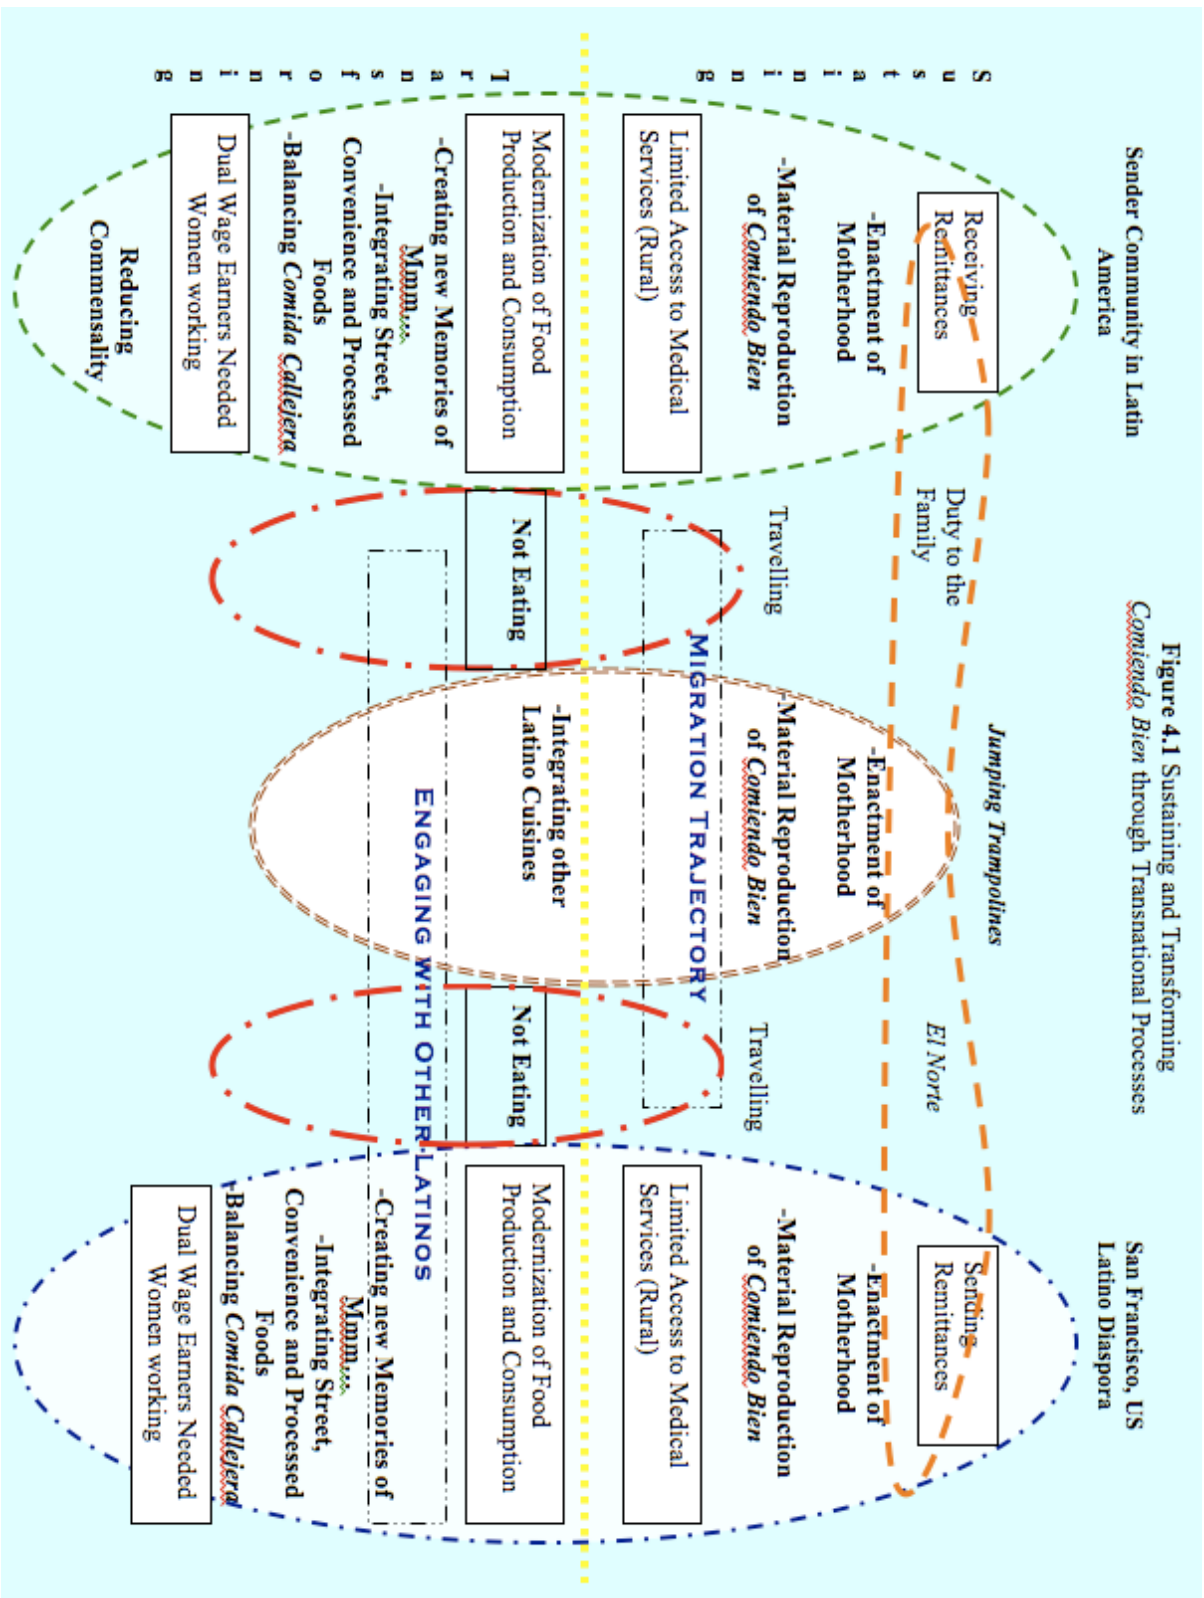 Figure 4.1 Sustaining and Transforming
Comiendo Bien through Transnational Processes
Sender Community in Latin
America
Jumping Trampolines
San Francisco, US
Latino Diaspora
Sustaining
Receiving
Remittances
Duty to the
Family
El Norte
Sending
Remittances
-Enactment of
Motherhood
-Material Reproduction
of Comiendo Bien
Limited Access to Medical
Services (Rural)
Travelling
-Enactment of
Motherhood
-Material Reproduction
of Comiendo Bien
MIGRATION TRAJECTORY
Travelling
-Enactment of
Motherhood
-Material Reproduction
of Comiendo Bien
Limited Access to Medical
Services (Rural)
Transforning
Modernization of Food
Production and Consumption
-Creating new Memories of
Mmm...
-Integrating Street,
Convenience and Processed
Foods
-Balancing Comida Callejera
Dual Wage Earners Needed
Women working
Reducing
Commensality
Not Eating
-Integrating other
Latino Cuisines
ENGAGING WITH OTHER LATINOS
Not Eating
Modernization of Food
Production and Consumption
-Creating new Memories of
Mmm...
-Integrating Street,
Convenience and Processed
Foods
-Balancing Comida Callejera
Dual Wage Earners Needed
Women working